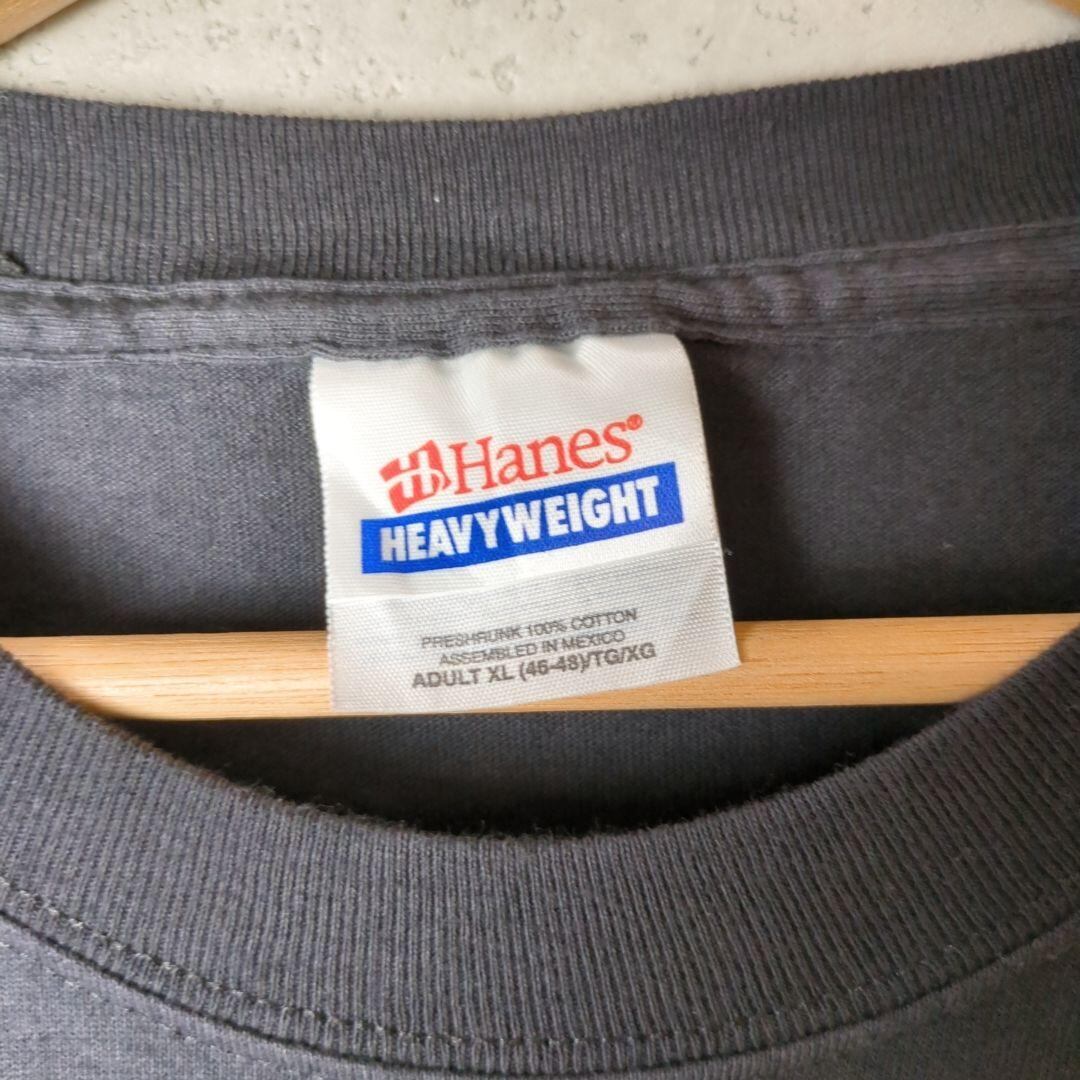 Hanes®
HEAVYWEIGHT
PRESHRUNK 100% COTTON
ASSEMBLED IN MEXICO
ADULT XL (46-48)/TG/XG